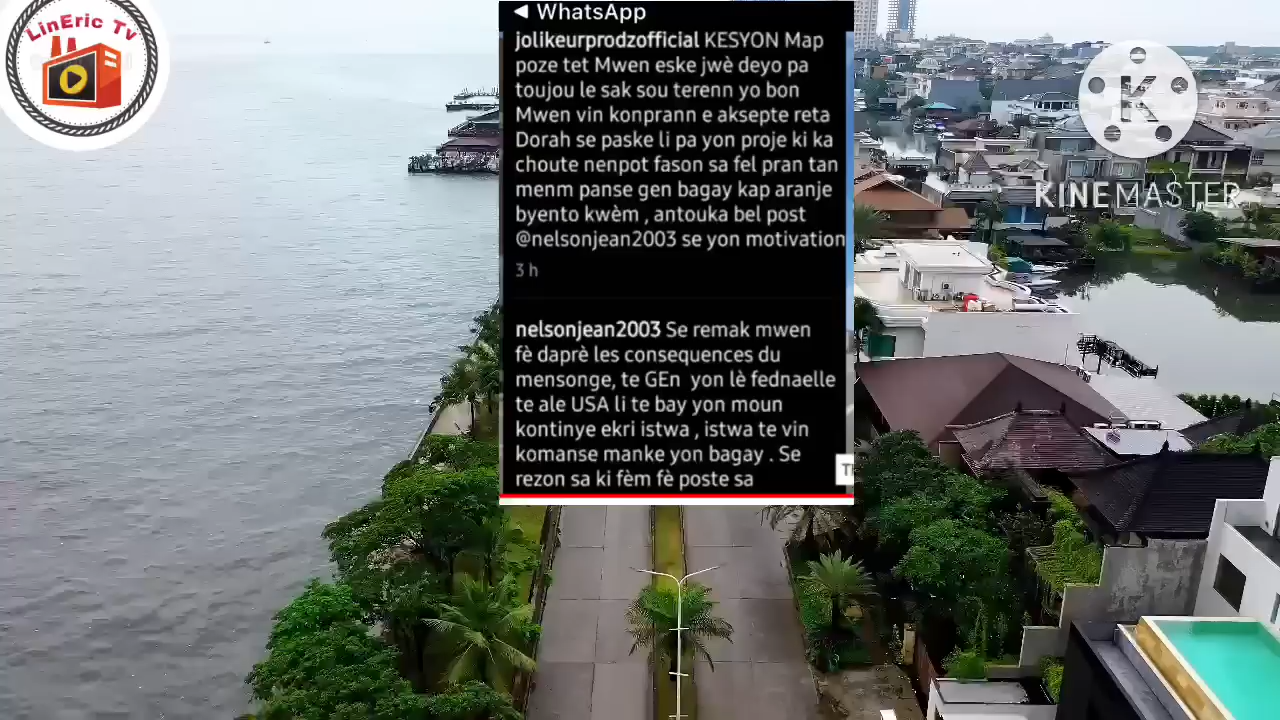 LinEric Tv
WhatsApp
jolikeurprodzofficial KESYON Map
poze tet Mwen eske jwè deyo pa
toujou le sak sou terenn yo bon
Mwen vin konprann e aksepte reta
Dorah se paske li pa yon proje ki ka
choute nenpot fason sa fel pran tan
menm panse gen bagay kap aranje
byento kwèm , antouka bel post
@nelsonjean2003 se yon motivation
3 h
nelsonjean2003 Se remak mwen
fè daprè les consequences du
mensonge, te GEn yon lè fednaelle
te ale USA li te bay yon moun
kontinye ekri istwa , istwa te vin
komanse manke yon bagay . Se
rezon sa ki fèm fè poste sa
K
KINEMASTER